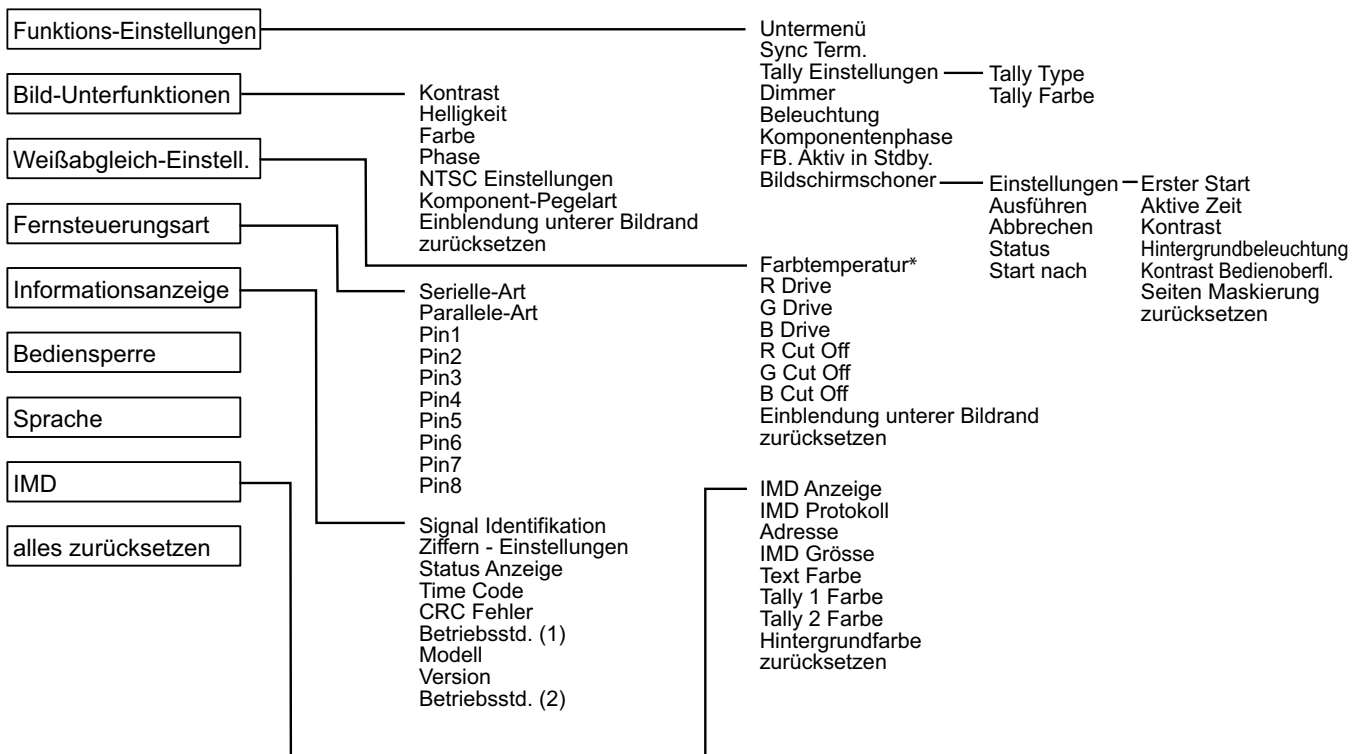 Funktions-Einstellungen
Bild-Unterfunktionen
Weißabgleich-Einstell.
Fernsteuerungsart
Informationsanzeige
Bediensperre
Sprache
IMD
alles zurücksetzen
Kontrast
Helligkeit
Farbe
Phase
NTSC Einstellungen
Komponent-Pegelart
Einblendung unterer Bildrand
zurücksetzen
Serielle-Art
Parallele-Art
Pin1
Pin2
Pin3
Pin4
Pin5
Pin6
Pin7
Pin8
Signal Identifikation
Ziffern - Einstellungen
Status Anzeige
Time Code
CRC Fehler
Betriebsstd. (1)
Modell
Version
Betriebsstd. (2)
Untermenü
Sync Term.
Tally Einstellungen
Dimmer
Beleuchtung
Komponentenphase
FB. Aktiv in Stdby.
Bildschirmschoner
Tally Type
Tally Farbe
Einstellungen
Ausführen
Abbrechen
Status
Start nach
Erster Start
Aktive Zeit
Kontrast
Hintergrundbeleuchtung
Kontrast Bedienoberfl.
Seiten Maskierung
zurücksetzen
Farbtemperatur*
R Drive
G Drive
B Drive
R Cut Off
G Cut Off
B Cut Off
Einblendung unterer Bildrand
zurücksetzen
IMD Anzeige
IMD Protokoll
Adresse
IMD Grösse
Text Farbe
Tally 1 Farbe
Tally 2 Farbe
Hintergrundfarbe
zurücksetzen